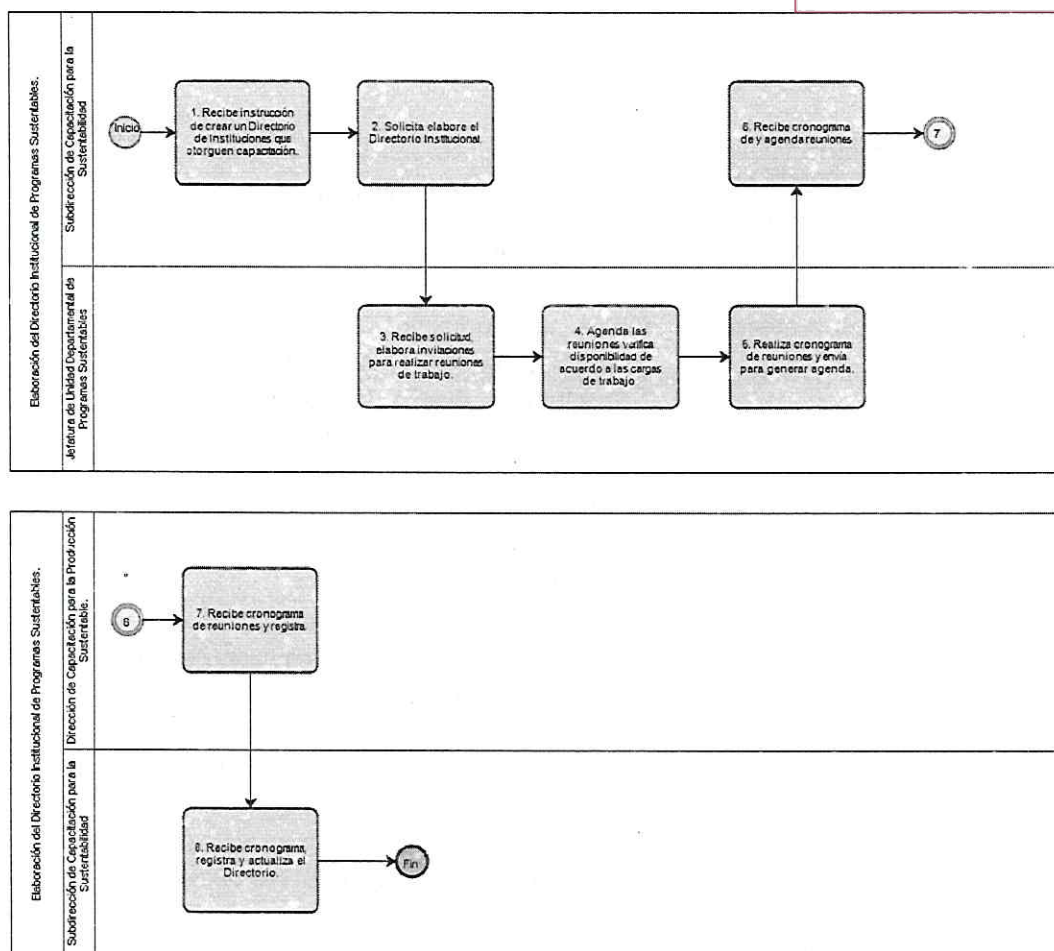 Elaboración del Directorio Institucional de Programas Sustentables.
Subdirección de Capacitación para la
Sustentabilidad
Inicio
1. Recibe instrucción
de crear un Directorio
de Instituciones que
otorguen capacitación.
2. Solicita elabore el
Directorio Institucional.
6. Recibe cronograma
de y agenda reuniones
7
Jefatura de Unidad Departamental de
Programas Sustentables
3. Recibe solicitud,
elabora invitaciones
para realizar reuniones
de trabajo.
4. Agenda las
reuniones verifica
disponibilidad de
acuerdo a las cargas
de trabajo
5. Realiza cronograma
de reuniones y envía
para generar agenda.
Elaboración del Directorio Institucional de Programas Sustentables.
Dirección de Capacitación para la Producción
Sustentable.
6
7. Recibe cronograma
de reuniones y registra
Subdirección de Capacitación para la
Sustentabilidad
8. Recibe cronograma,
registra y actualiza el
Directorio.
Fin